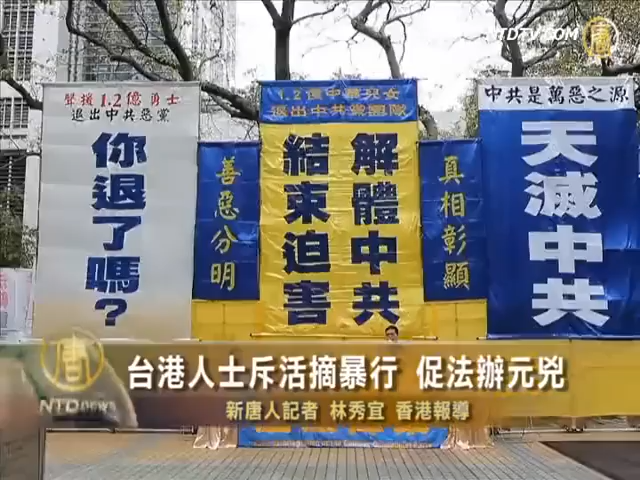 NTDTV.COM
唐
聲援1.2億勇士
退出中共惡黨
你退了嗎?
善惡分明
1.2億中華兒女
退出中共黨團隊
解體中共
結束迫害
真相彰顯
中共是萬惡之源
天滅中共
唐
NTD NEWS
台港人士斥活摘暴行 促法辦元兇
新唐人記者 林秀宜 香港報導